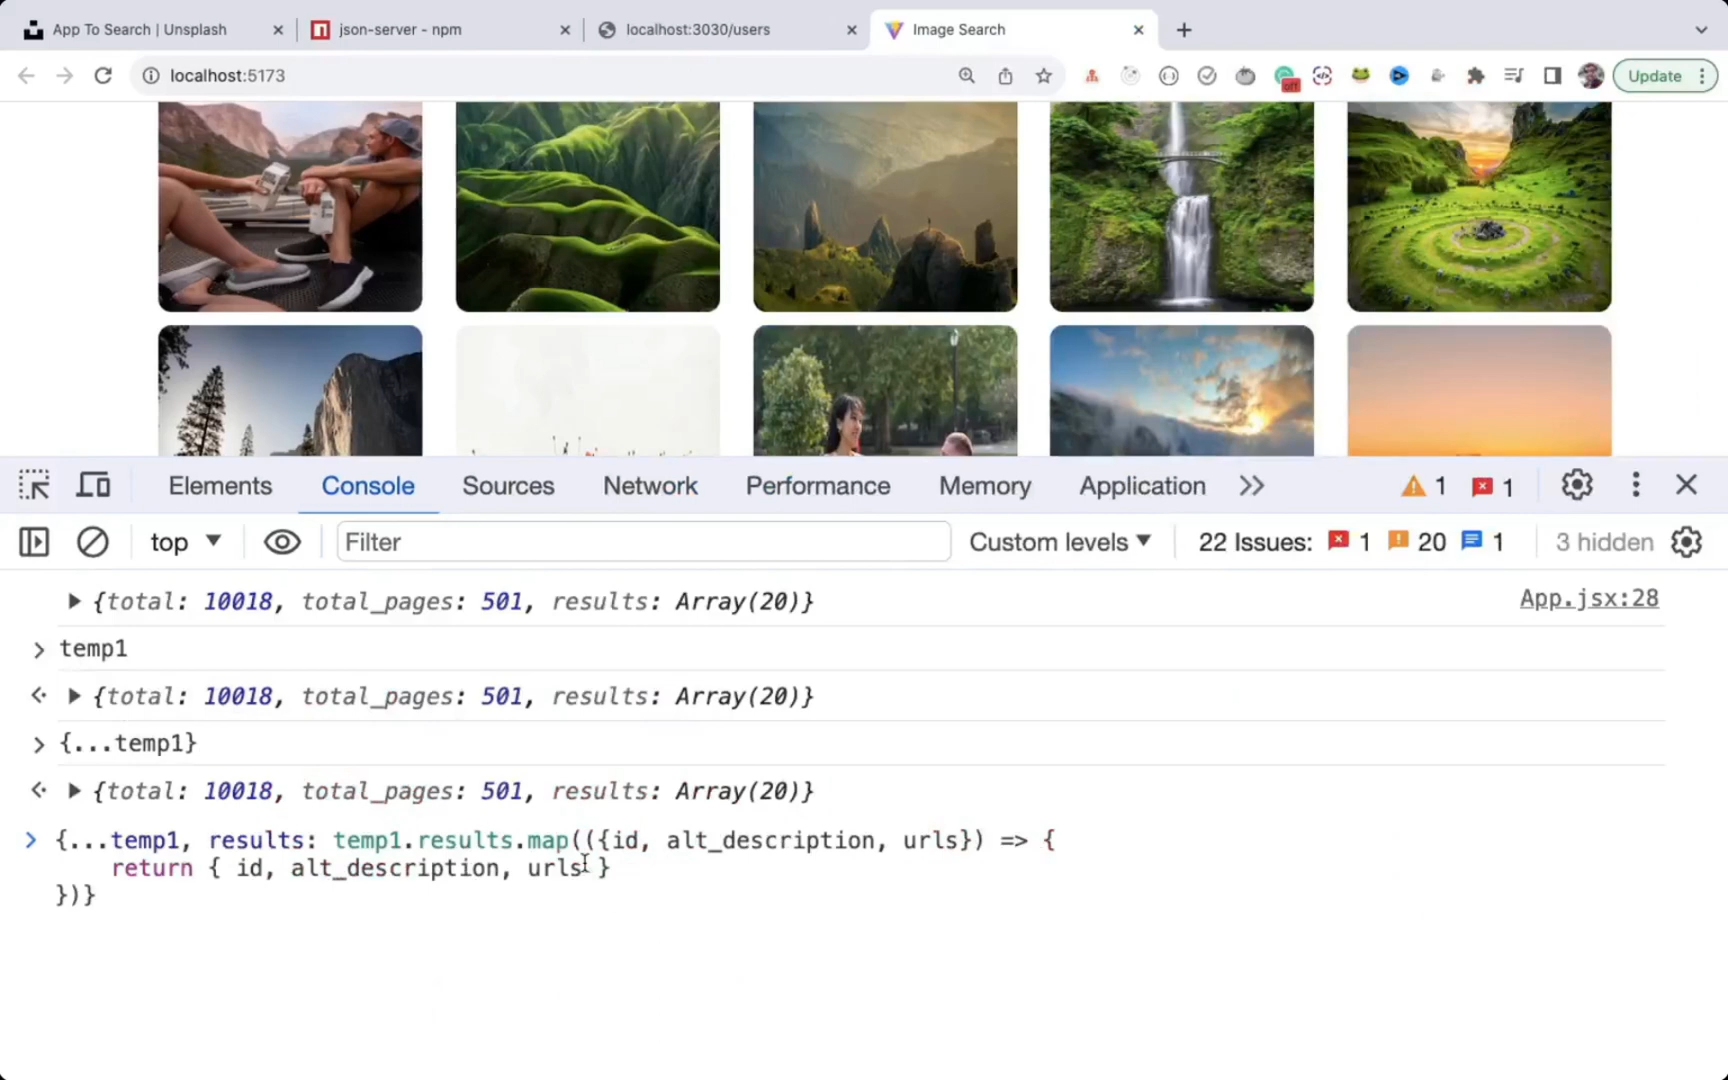 App To Search | Unsplash
json-server - npm
localhost:3030/users
Image Search
localhost:5173
off
Update
Elements Console Sources Network Performance Memory Application 1 1
top Filter Custom levels 22 Issues: 1 20 1 3 hidden
{total: 10018, total_pages: 501, results: Array(20)} App.jsx:28
temp1
{total: 10018, total_pages: 501, results: Array(20)}
{...temp1}
{total: 10018, total_pages: 501, results: Array(20)}
{...temp1, results: temp1.results.map(({id, alt_description, urls}) => {
return { id, alt_description, urls }
})}